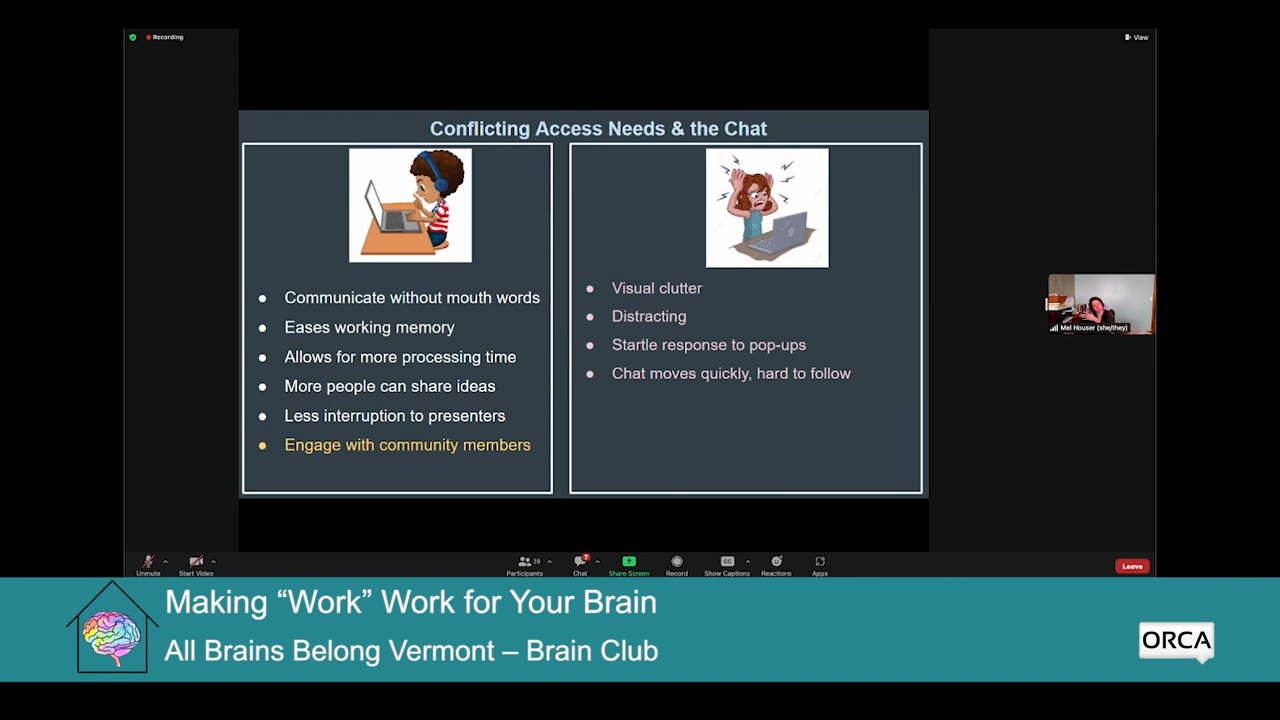 Recording
View
Conflicting Access Needs & the Chat
Communicate without mouth words
Eases working memory
Allows for more processing time
More people can share ideas
Less interruption to presenters
Engage with community members
Visual clutter
Distracting
Startle response to pop-ups
Chat moves quickly, hard to follow
Mel Houser (she/they)
Unmute
Start Video
28
Participants
7
Chat
Share Screen
Record
CC
Show Captions
Reactions
Apps
Leave
Making “Work” Work for Your Brain
All Brains Belong Vermont – Brain Club
ORCA